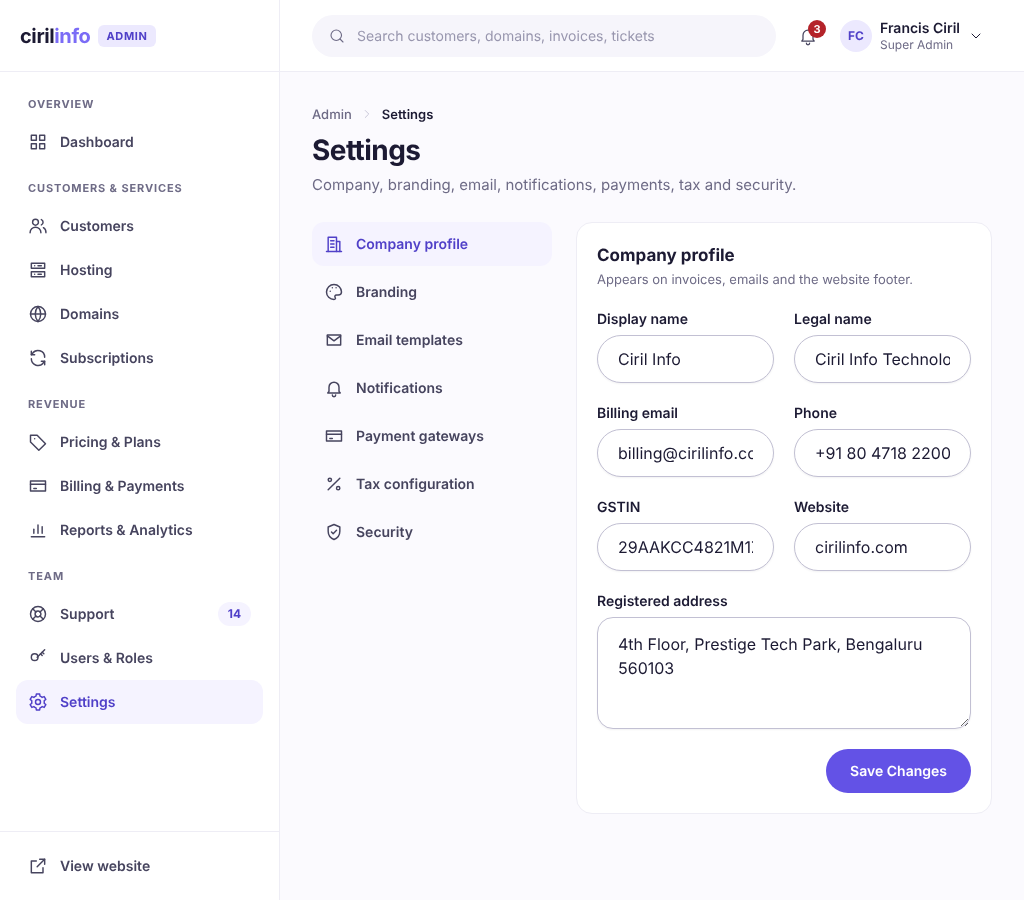 cirilinfo ADMIN
Search customers, domains, invoices, tickets
3
FC
Francis Ciril
Super Admin
OVERVIEW
Dashboard
CUSTOMERS & SERVICES
Customers
Hosting
Domains
Subscriptions
REVENUE
Pricing & Plans
Billing & Payments
Reports & Analytics
TEAM
Support 14
Users & Roles
Settings
View website
Admin Settings
Settings
Company, branding, email, notifications, payments, tax and security.
Company profile
Branding
Email templates
Notifications
Payment gateways
Tax configuration
Security
Company profile
Appears on invoices, emails and the website footer.
Display name Legal name
Ciril Info Ciril Info Technolo
Billing email Phone
billing@cirilinfo.co +91 80 4718 2200
GSTIN Website
29AAKCC4821M1 cirilinfo.com
Registered address
4th Floor, Prestige Tech Park, Bengaluru
560103
Save Changes